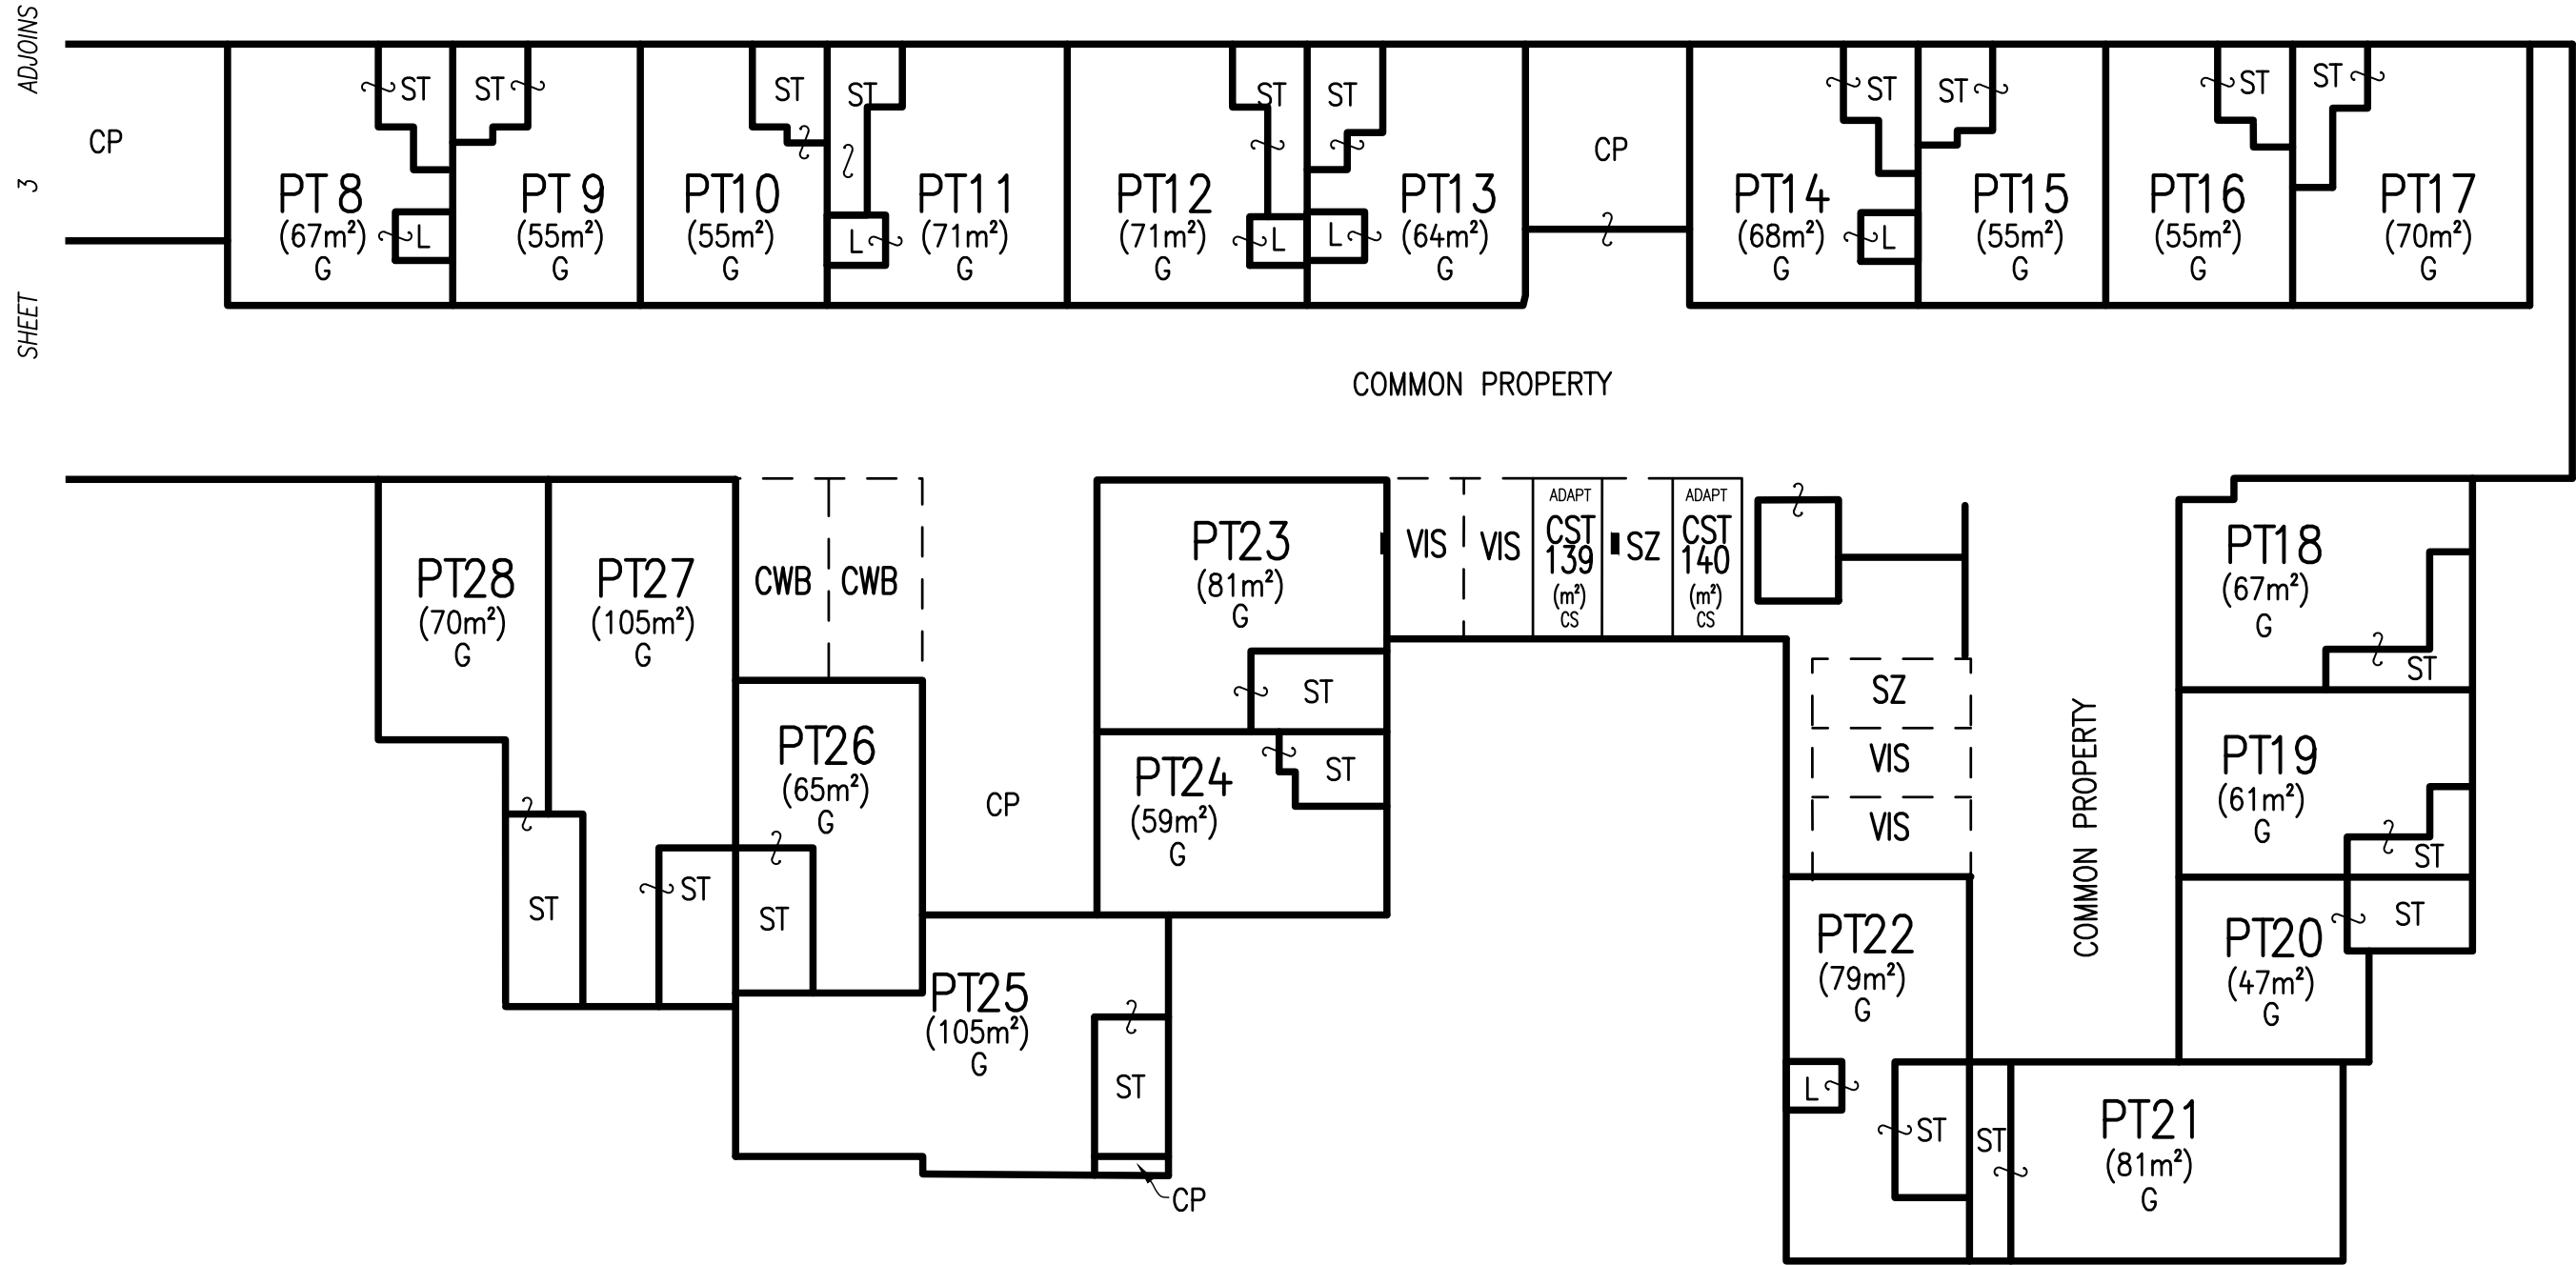 SHEET 3 ADJOINS
CP
ST
ST
ST
ST
ST
ST
CP
ST
ST
ST
ST
PT 8
(67m²)
G
L
PT 9
(55m²)
G
PT10
(55m²)
G
L
PT11
(71m²)
G
PT12
(71m²)
G
L
L
PT13
(64m²)
G
PT14
(68m²)
G
L
PT15
(55m²)
G
PT16
(55m²)
G
PT17
(70m²)
G
COMMON PROPERTY
PT28
(70m²)
G
ST
PT27
(105m²)
G
ST
CWB
CWB
PT26
(65m²)
G
ST
CP
PT25
(105m²)
G
ST
CP
PT23
(81m²)
G
ST
PT24
(59m²)
G
ST
VIS
VIS
ADAPT
CST
139
(m²)
CS
SZ
ADAPT
CST
140
(m²)
CS
SZ
VIS
VIS
COMMON PROPERTY
PT18
(67m²)
G
ST
PT19
(61m²)
G
ST
PT20
(47m²)
G
ST
PT22
(79m²)
G
L
ST
ST
PT21
(81m²)
G